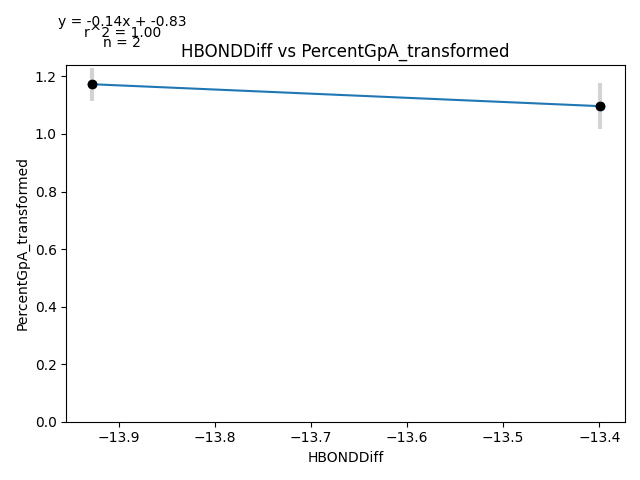 y = -0.14x + -0.83
r^2 = 1.00
n = 2
HBONDDiff vs PercentGpA_transformed
PercentGpA_transformed
1.2
1.0
0.8
0.6
0.4
0.2
0.0
−13.9 −13.8 −13.7 −13.6 −13.5 −13.4
HBONDDiff